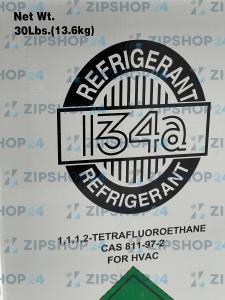 Net Wt.
30Lbs.(13.6kg)
REFRIGERANT
134a
REFRIGERANT
1,1,1,2-TETRAFLUOROETHANE
CAS 811-97-2
FOR HVAC
ZIPSHOP24